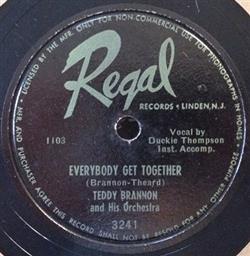 LICENSED BY THE MFR. ONLY FOR NON-COMMERCIAL USE FOR PHONOGRAPHS IN HOMES.
Regal
RECORDS • LINDEN, N.J.
1103
Vocal by
Duckie Thompson
Inst. Accomp.
EVERYBODY GET TOGETHER
(Brannon-Theard)
TEDDY BRANNON
and His Orchestra
3241
MFR. AND PURCHASER AGREE THIS RECORD SHALL NOT BE RESOLD FOR ANY OTHER PURPOSE